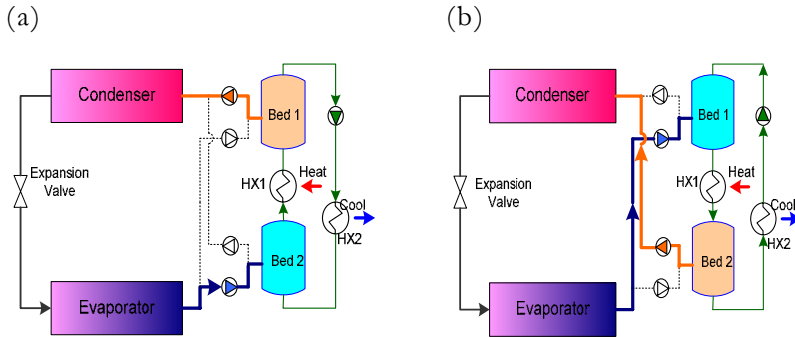 (a)
Condenser
Bed 1
Expansion
Valve
HX1
Heat
Cool
HX2
Bed 2
Evaporator
(b)
Condenser
Bed 1
Expansion
Valve
HX1
Heat
Cool
HX2
Bed 2
Evaporator